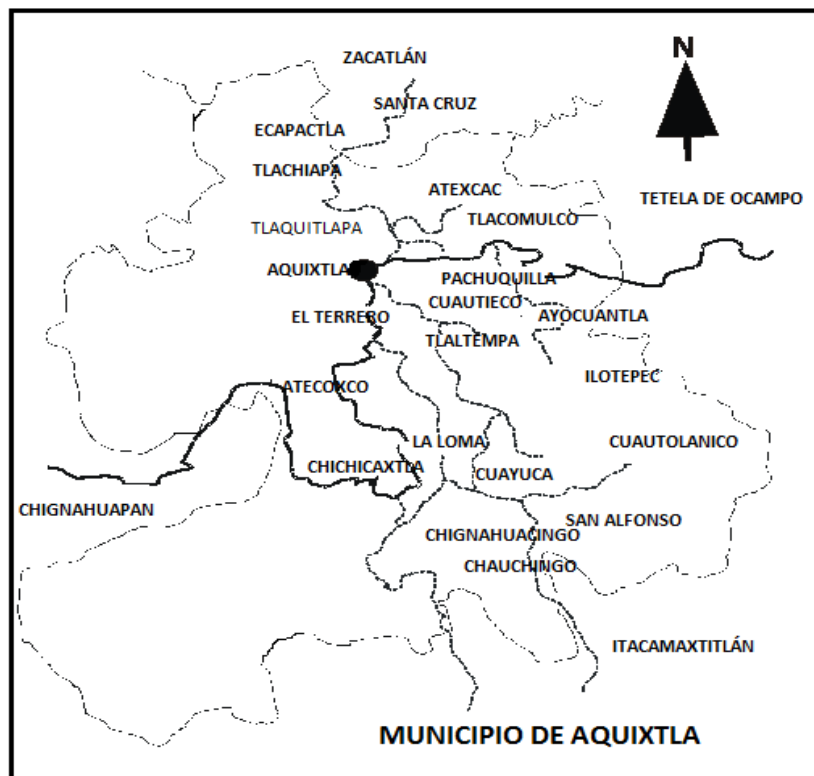 ZACATLÁN
N
SANTA CRUZ
ECAPACTLA
TLACHIAPA
ATEXCAC
TETELA DE OCAMPO
TLACOMULCO
TLAQUITLAPA
AQUIXTLA
PACHUQUILLA
CUAUTIECO
EL TERRERO
AYOCUANTLA
TLALTEMPA
ILOTEPEC
ATECOXCO
LA LOMA
CUAUTOLANICO
CHICHICAXTLA
CUAYUCA
CHIGNAHUAPAN
SAN ALFONSO
CHIGNAHUACINGO
CHAUCHINGO
ITACAMAXTITLÁN
MUNICIPIO DE AQUIXTLA